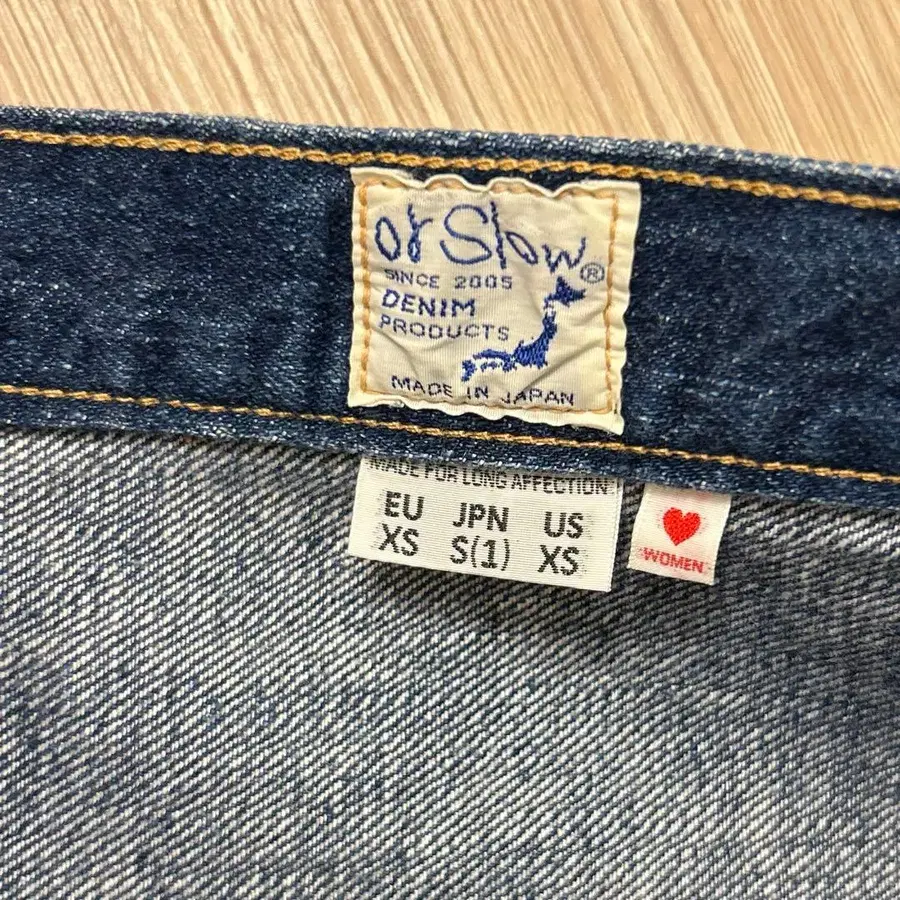 or Slow®
SINCE 2005
DENIM
PRODUCTS
MADE IN JAPAN
MADE FOR LONG AFFECTION
EU JPN US
XS S(1) XS
WOMEN